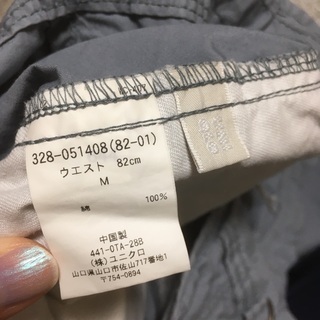 328-051408(82-01)
ウエスト 82cm
M
綿 100%
中国製
441-OTA-28B
(株)ユニクロ
山口県山口市佐山717番地1
〒754-0894